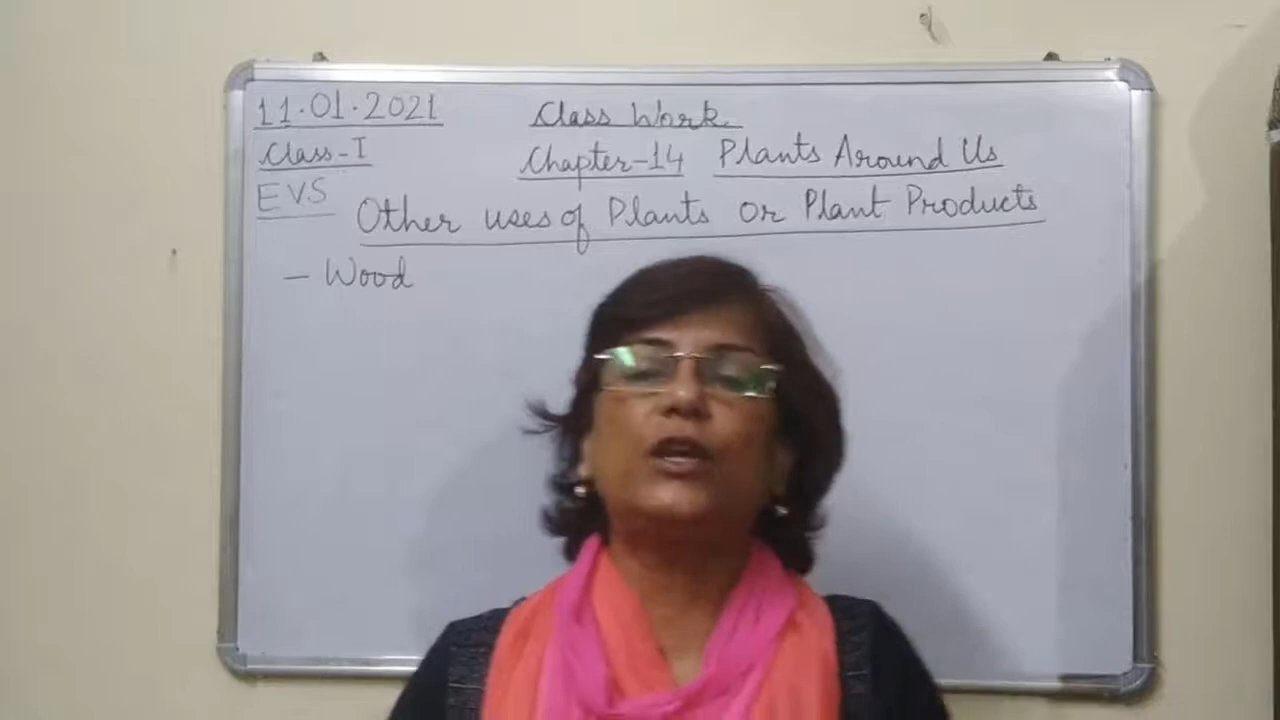 11.01.2021 Class Work
Class-I Chapter-14 Plants Around Us
EVS
Other uses of Plants or Plant Products
- Wood